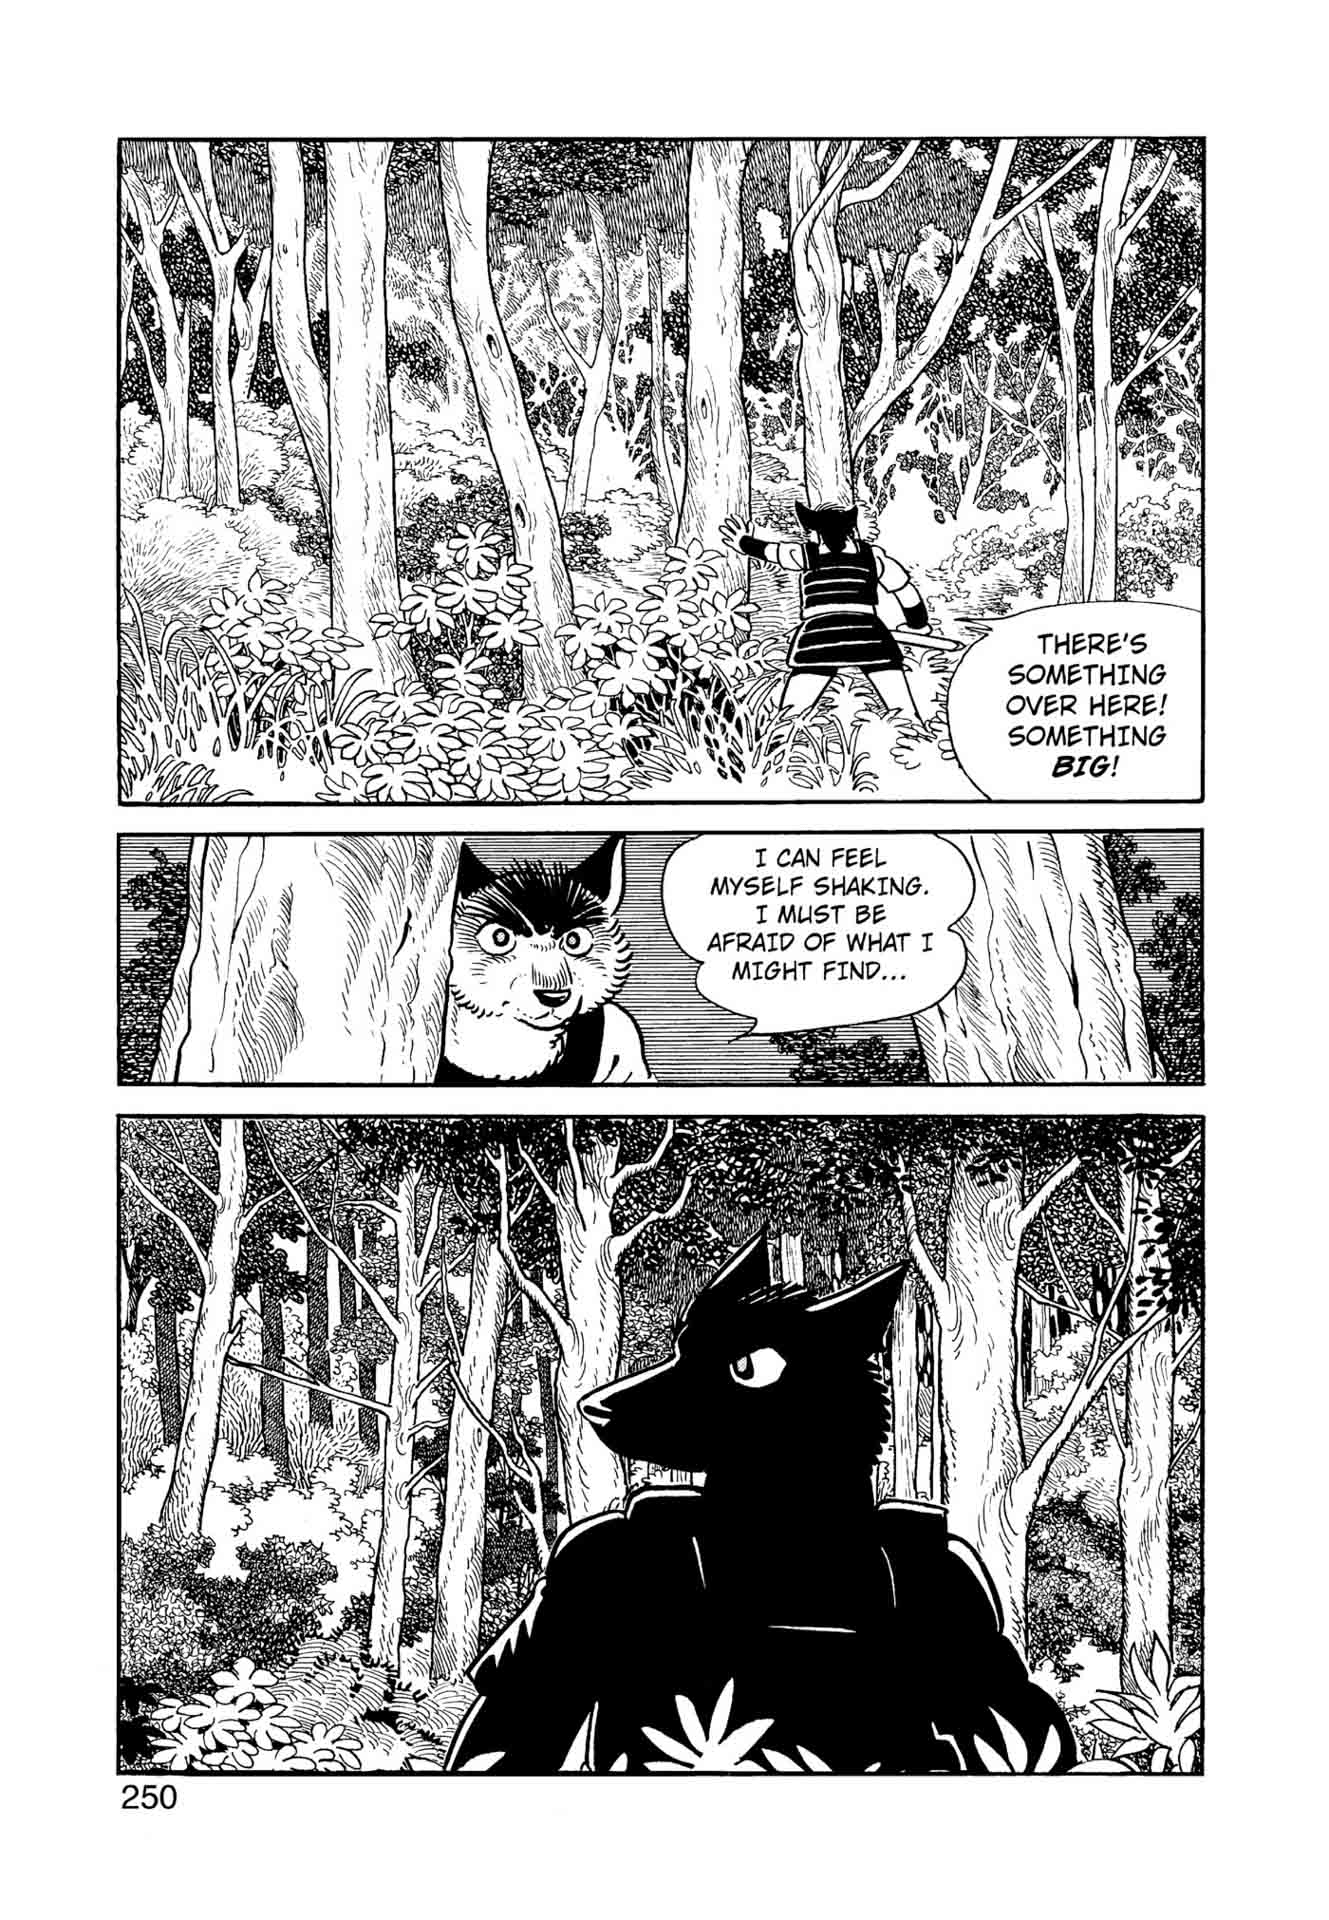 THERE'S
SOMETHING
OVER HERE!
SOMETHING
BIG!
I CAN FEEL
MYSELF SHAKING.
I MUST BE
AFRAID OF WHAT I
MIGHT FIND...
250